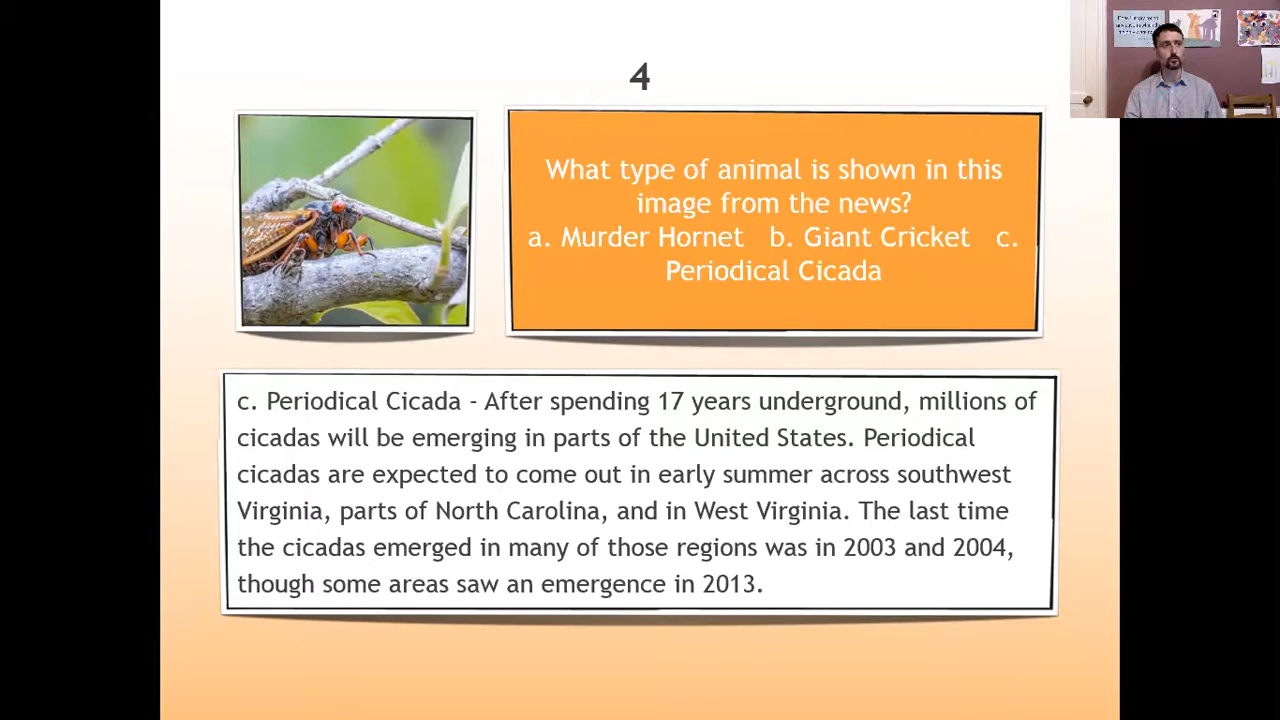 4
What type of animal is shown in this
image from the news?
a. Murder Hornet b. Giant Cricket c.
Periodical Cicada
c. Periodical Cicada - After spending 17 years underground, millions of
cicadas will be emerging in parts of the United States. Periodical
cicadas are expected to come out in early summer across southwest
Virginia, parts of North Carolina, and in West Virginia. The last time
the cicadas emerged in many of those regions was in 2003 and 2004,
though some areas saw an emergence in 2013.